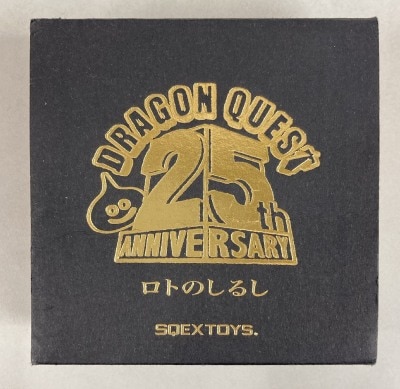 DRAGON QUEST
25th
ANNIVERSARY
ロトのしるし
SQEXTOYS.